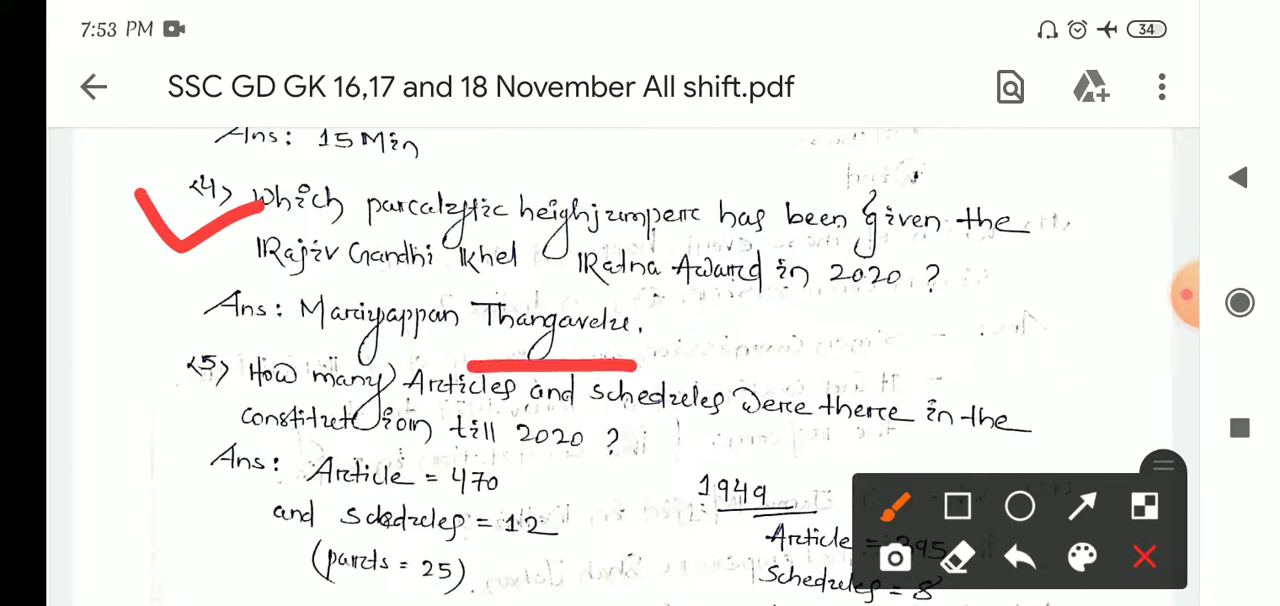 7:53 PM
34
SSC GD GK 16,17 and 18 November All shift.pdf
Ans: 15 Min
<4> Which paralytic heighjumper has been given the
Rajiv Gandhi Khel Ratna Award in 2020 ?
Ans: Mariyappan Thangavelu.
<5> How many Articles and schedules were there in the
constitution till 2020 ?
Ans: Article = 470
and schedules = 12
(parts = 25)
1949
Article = 395
Schedules = 8